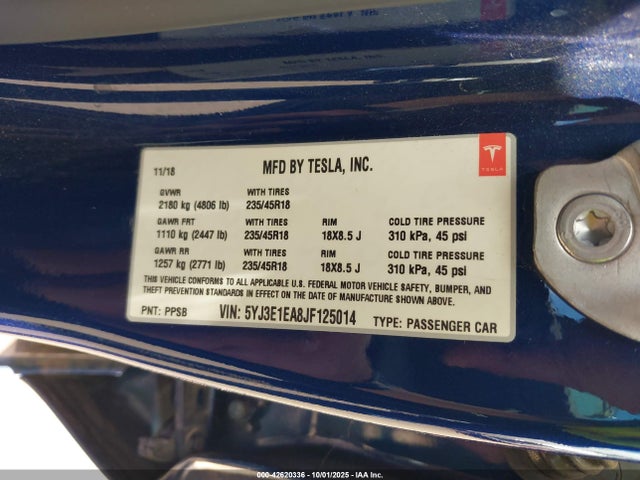 MFD BY TESLA, INC.
11/18
MFD BY TESLA, INC.
TESLA
GVWR WITH TIRES
2180 kg (4806 lb) 235/45R18
GAWR FRT WITH TIRES RIM COLD TIRE PRESSURE
1110 kg (2447 lb) 235/45R18 18X8.5 J 310 kPa, 45 psi
GAWR RR WITH TIRES RIM COLD TIRE PRESSURE
1257 kg (2771 lb) 235/45R18 18X8.5 J 310 kPa, 45 psi
THIS VEHICLE CONFORMS TO ALL APPLICABLE U.S. FEDERAL MOTOR VEHICLE SAFETY, BUMPER, AND
THEFT PREVENTION STANDARDS IN EFFECT ON THE DATE OF MANUFACTURE SHOWN ABOVE.
PNT: PPSB VIN: 5YJ3E1EA8JF125014 TYPE: PASSENGER CAR
000-42620336 - 10/01/2025 - IAA Inc.